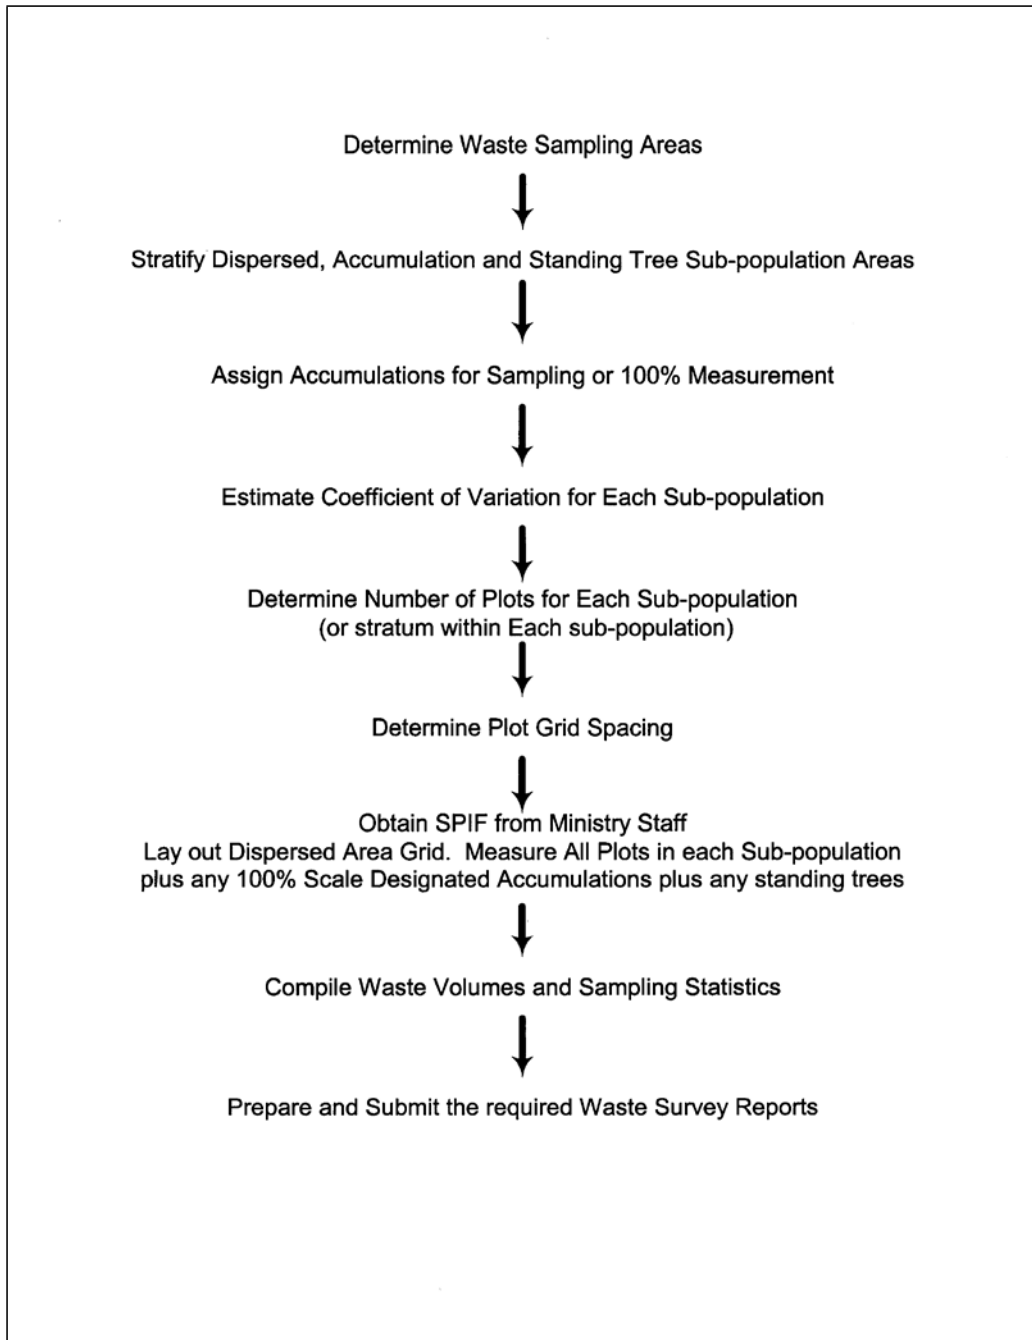 Determine Waste Sampling Areas
Stratify Dispersed, Accumulation and Standing Tree Sub-population Areas
Assign Accumulations for Sampling or 100% Measurement
Estimate Coefficient of Variation for Each Sub-population
Determine Number of Plots for Each Sub-population
(or stratum within Each sub-population)
Determine Plot Grid Spacing
Obtain SPIF from Ministry Staff
Lay out Dispersed Area Grid.  Measure All Plots in each Sub-population
plus any 100% Scale Designated Accumulations plus any standing trees
Compile Waste Volumes and Sampling Statistics
Prepare and Submit the required Waste Survey Reports